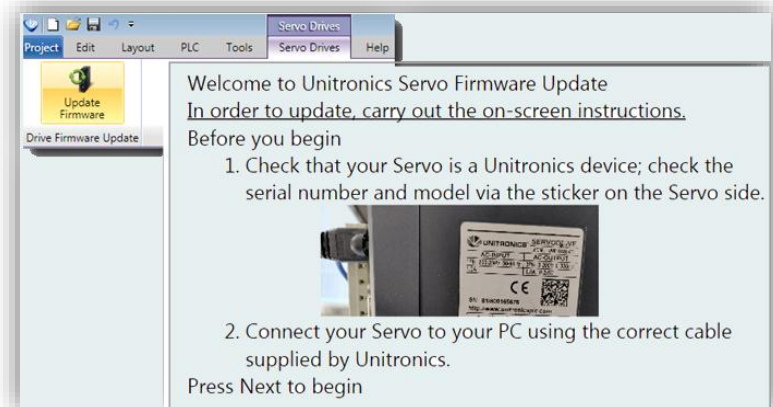 Servo Drives
Project Edit Layout PLC Tools Servo Drives Help
Update
Firmware
Drive Firmware Update
Welcome to Unitronics Servo Firmware Update
In order to update, carry out the on-screen instructions.
Before you begin
1. Check that your Servo is a Unitronics device; check the
serial number and model via the sticker on the Servo side.
UNITRONICS
AC-INPUT AC-OUTPUT
CE
2. Connect your Servo to your PC using the correct cable
supplied by Unitronics.
Press Next to begin